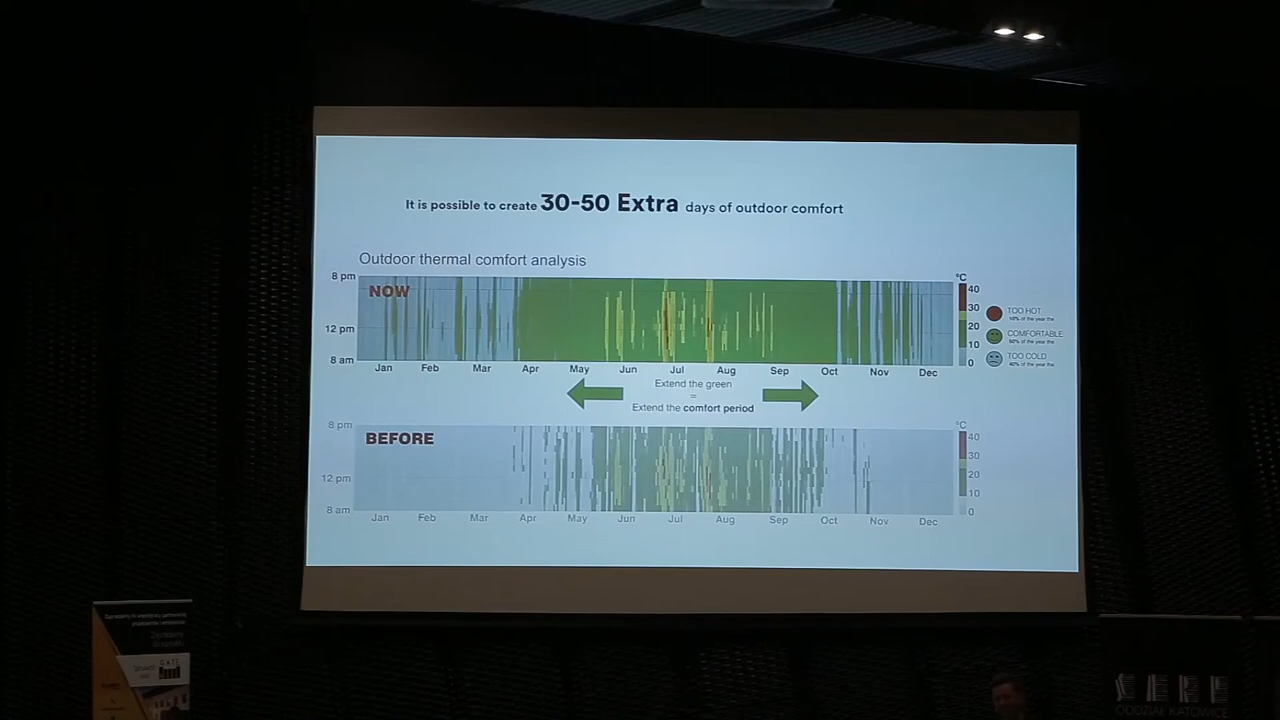 It is possible to create 30-50 Extra days of outdoor comfort
Outdoor thermal comfort analysis
8 pm
NOW
12 pm
8 am
Jan Feb Mar Apr May Jun Jul Aug Sep Oct Nov Dec
°C
40
30
20
10
0
TOO HOT
COMFORTABLE
TOO COLD
Extend the green
=
Extend the comfort period
8 pm
BEFORE
12 pm
8 am
Jan Feb Mar Apr May Jun Jul Aug Sep Oct Nov Dec
°C
40
30
20
10
0
GATE
ODDZIAŁ KATOWICE